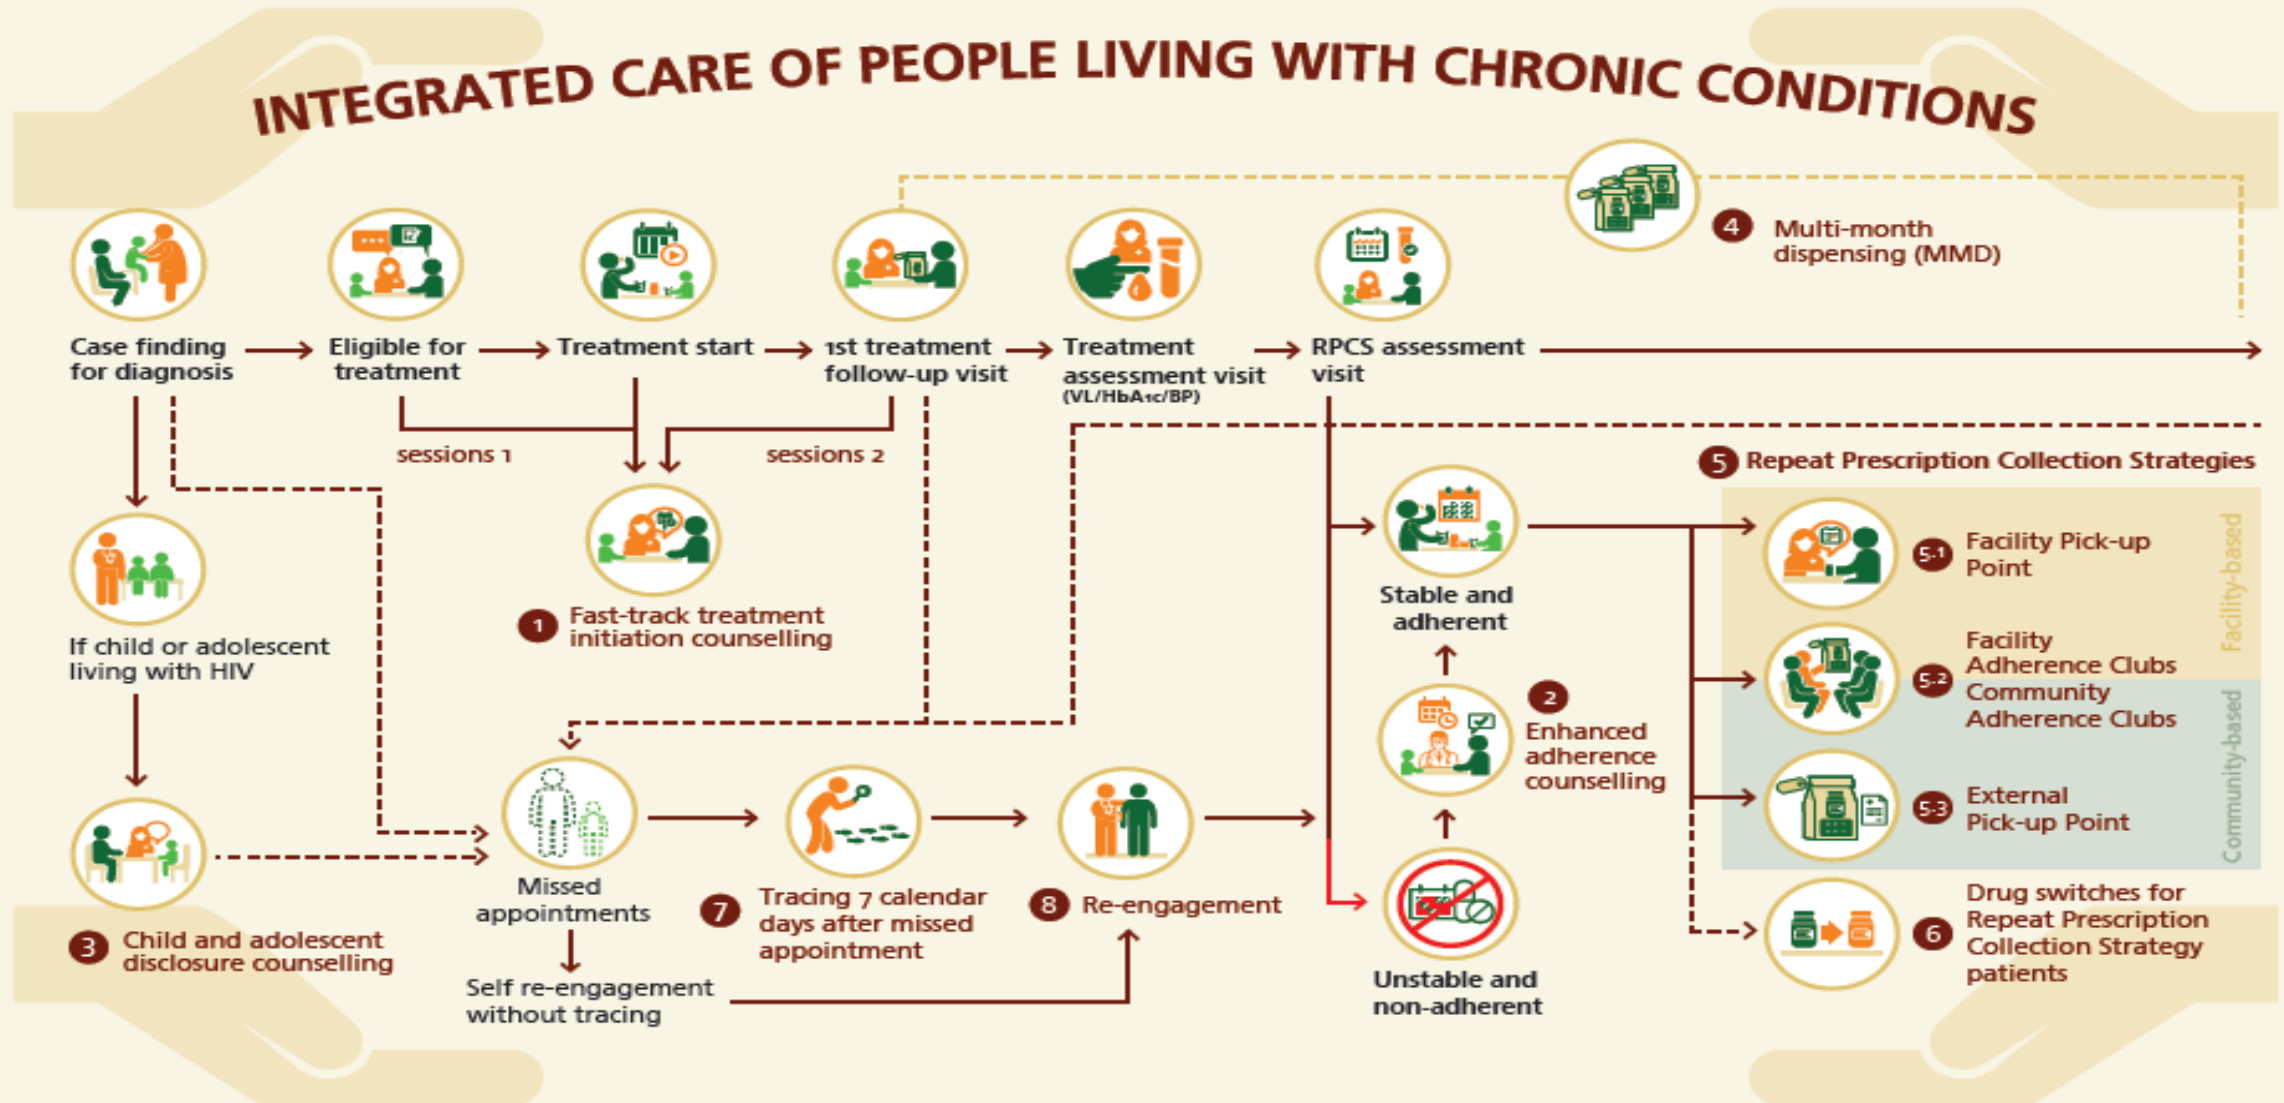 INTEGRATED CARE OF PEOPLE LIVING WITH CHRONIC CONDITIONS
4 Multi-month
dispensing (MMD)
Case finding
for diagnosis
Eligible for
treatment
Treatment start
1st treatment
follow-up visit
Treatment
assessment visit
(VL/HbA1c/BP)
RPCS assessment
visit
sessions 1
sessions 2
1 Fast-track treatment
initiation counselling
If child or adolescent
living with HIV
3 Child and adolescent
disclosure counselling
Missed
appointments
Self re-engagement
without tracing
7 Tracing 7 calendar
days after missed
appointment
8 Re-engagement
Stable and
adherent
2
Enhanced
adherence
counselling
Unstable and
non-adherent
5 Repeat Prescription Collection Strategies
Facility-based
5.1 Facility Pick-up
Point
Facility
Adherence Clubs
5.2 Community
Adherence Clubs
Community-based
5.3 External
Pick-up Point
6 Drug switches for
Repeat Prescription
Collection Strategy
patients